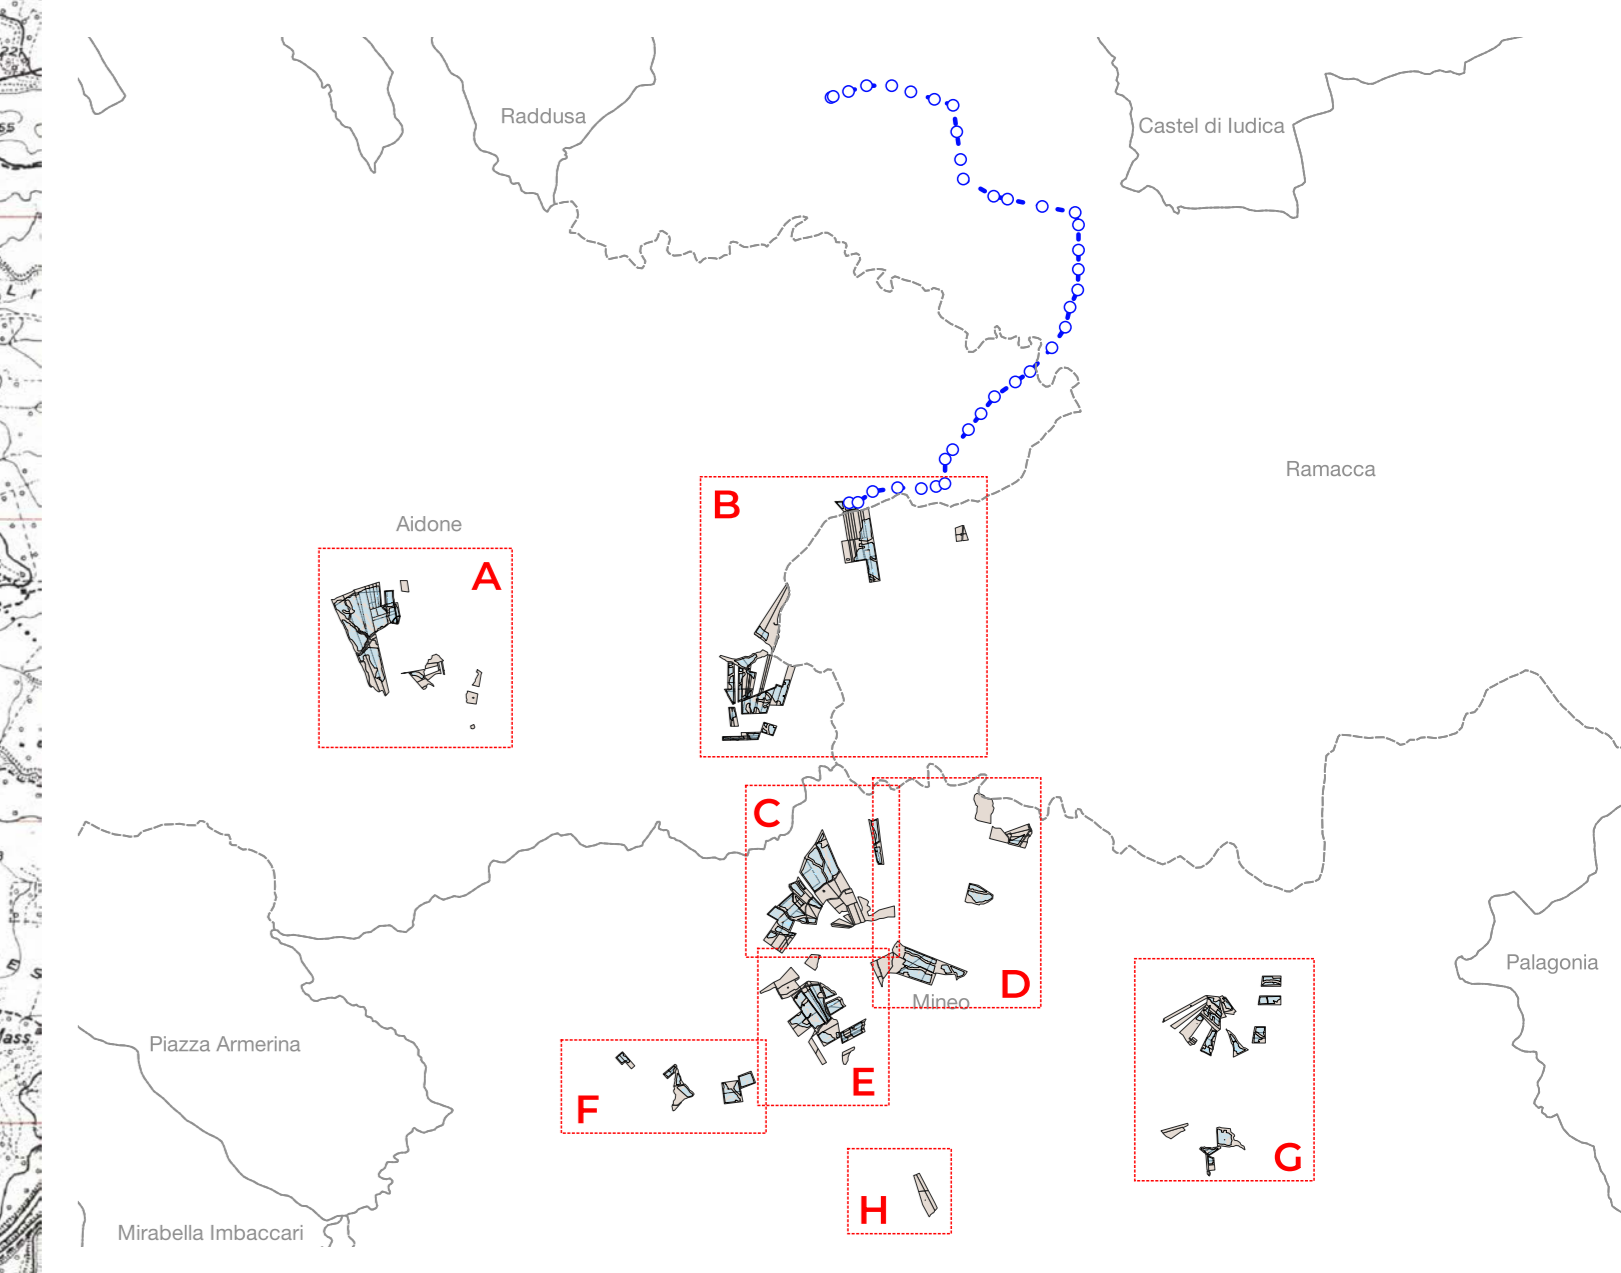 Raddusa
Castel di Iudica
Ramacca
B
Aidone
A
C
Palagonia
D
Mineo
Piazza Armerina
E
F
G
H
Mirabella Imbaccari